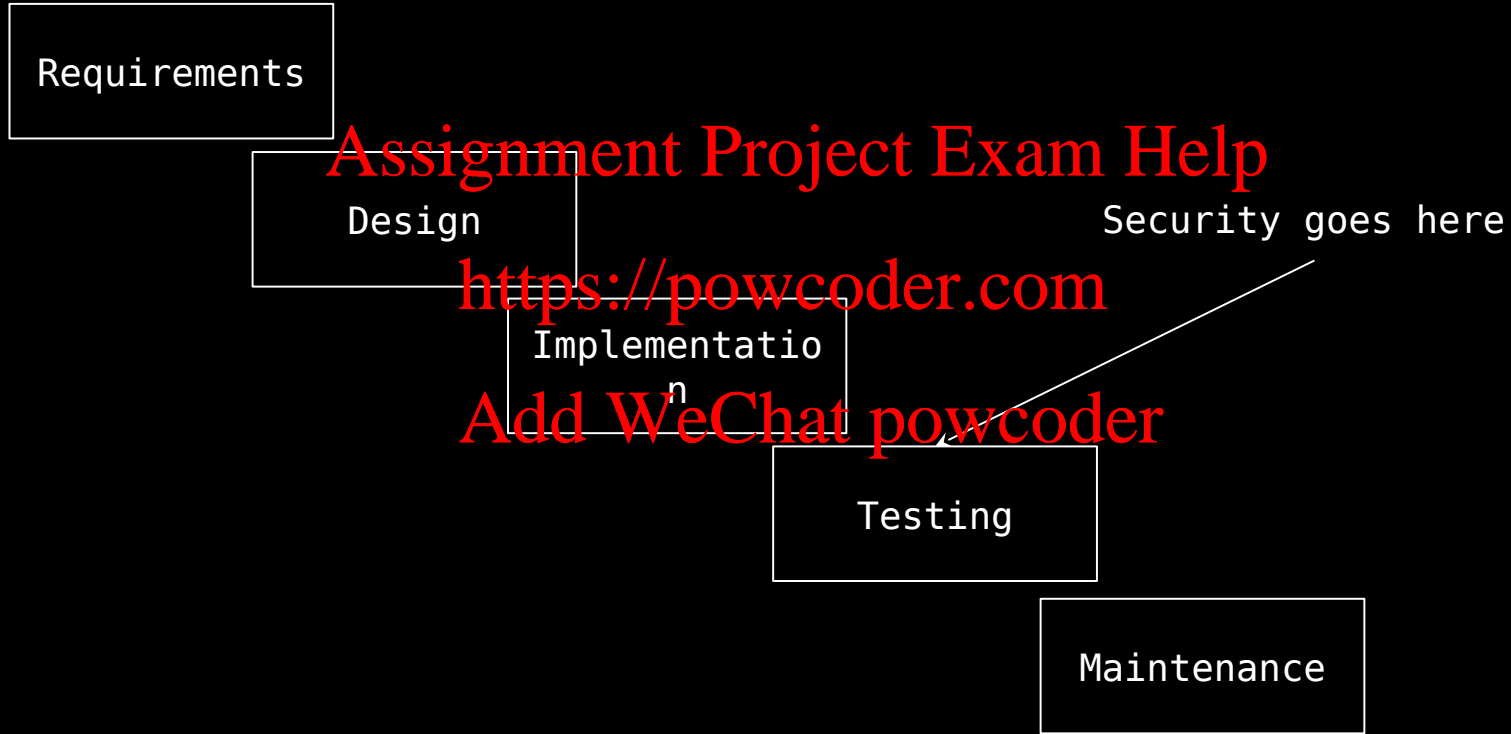 Requirements
Assignment Project Exam Help
Design
Security goes here
https://powcoder.com
Implementatio
n
Add WeChat powcoder
Testing
Maintenance